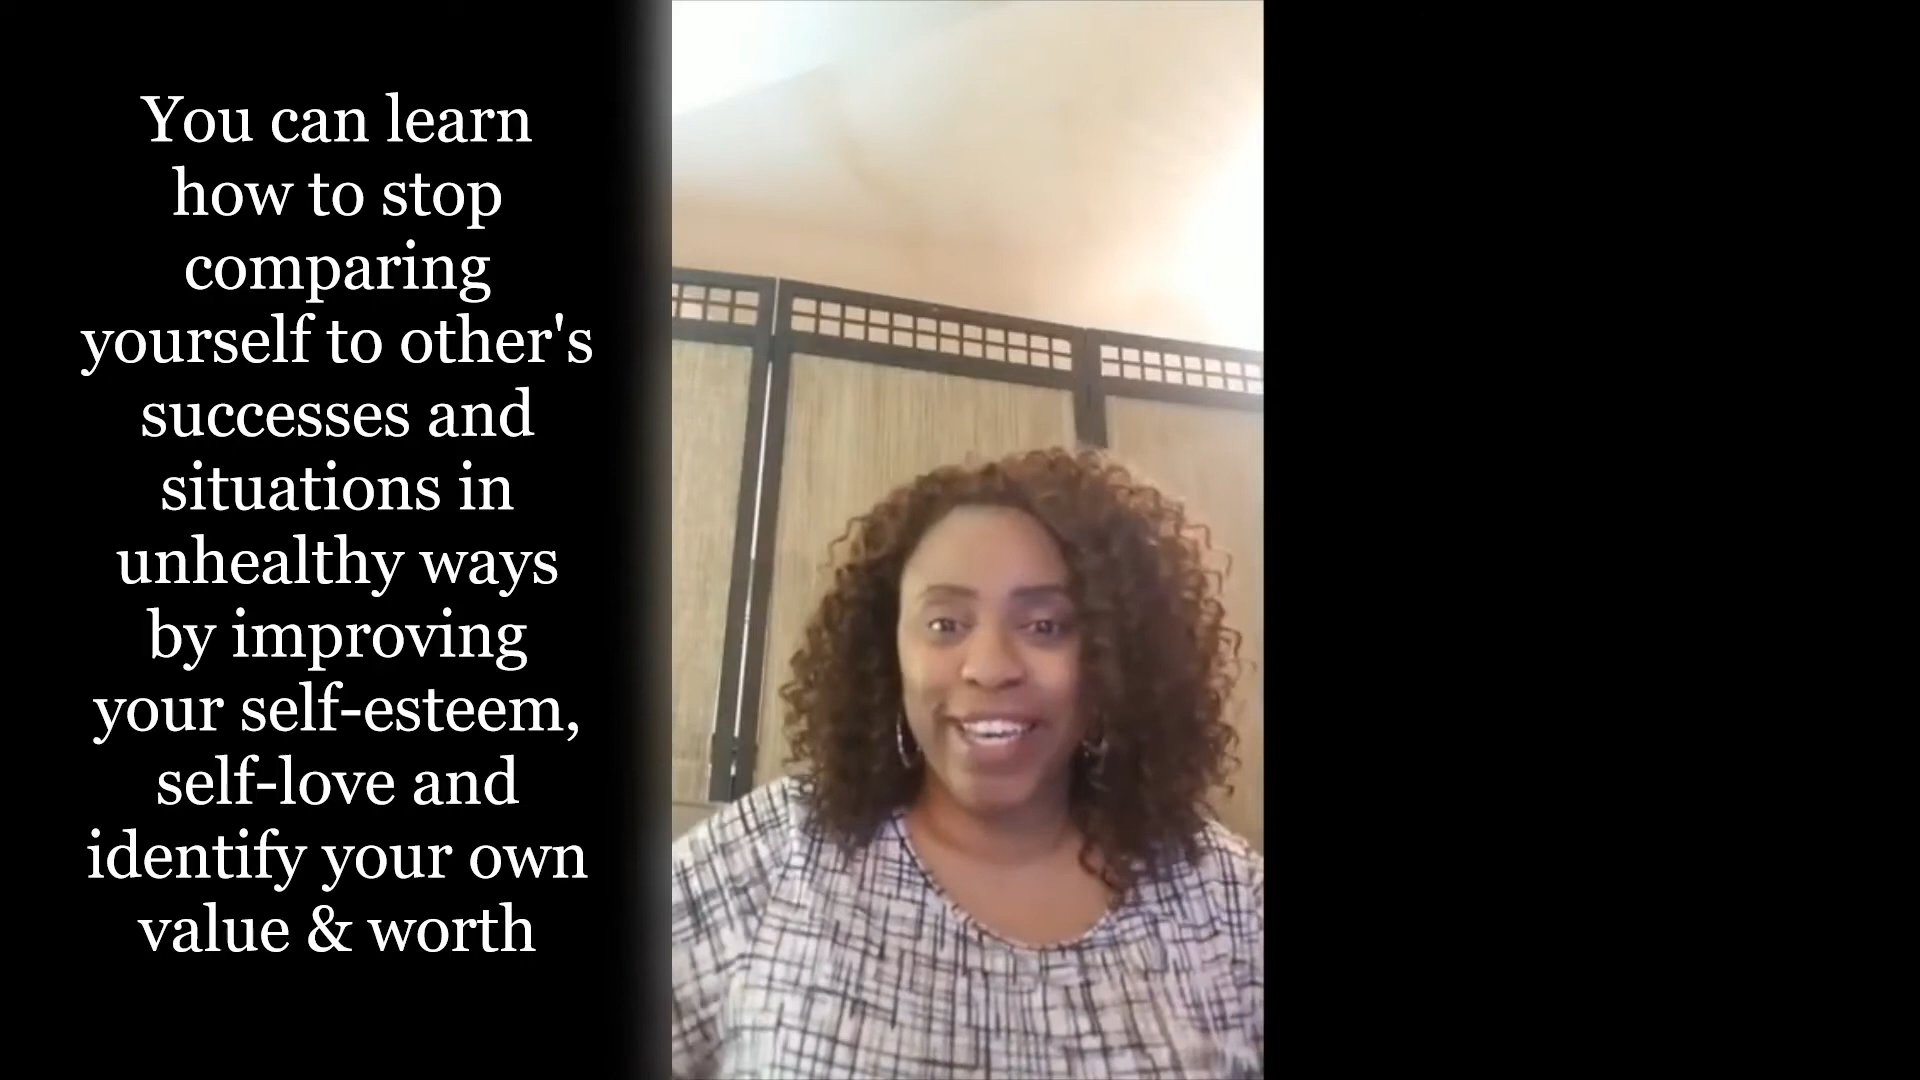 You can learn
how to stop
comparing
yourself to other's
successes and
situations in
unhealthy ways
by improving
your self-esteem,
self-love and
identify your own
value & worth